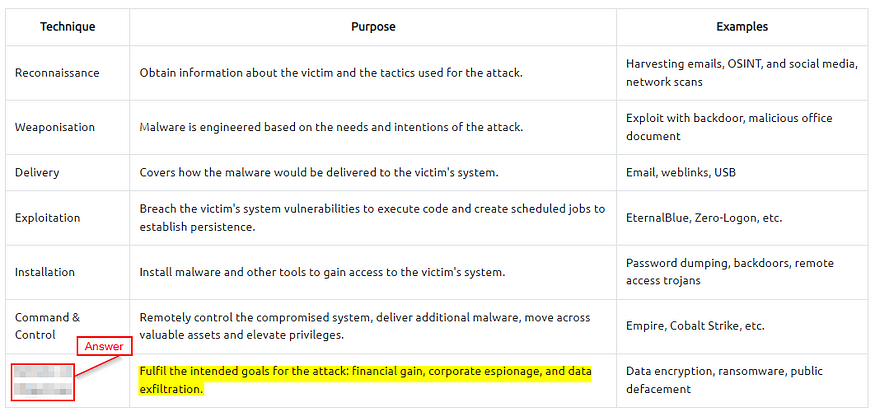 Technique
Purpose
Examples
Reconnaissance
Obtain information about the victim and the tactics used for the attack.
Harvesting emails, OSINT, and social media,
network scans
Weaponisation
Malware is engineered based on the needs and intentions of the attack.
Exploit with backdoor, malicious office
document
Delivery
Covers how the malware would be delivered to the victim's system.
Email, weblinks, USB
Exploitation
Breach the victim's system vulnerabilities to execute code and create scheduled jobs to
establish persistence.
EternalBlue, Zero-Logon, etc.
Installation
Install malware and other tools to gain access to the victim's system.
Password dumping, backdoors, remote
access trojans
Command &
Control
Remotely control the compromised system, deliver additional malware, move across
valuable assets and elevate privileges.
Empire, Cobalt Strike, etc.
Answer
Fulfil the intended goals for the attack: financial gain, corporate espionage, and data
exfiltration.
Data encryption, ransomware, public
defacement